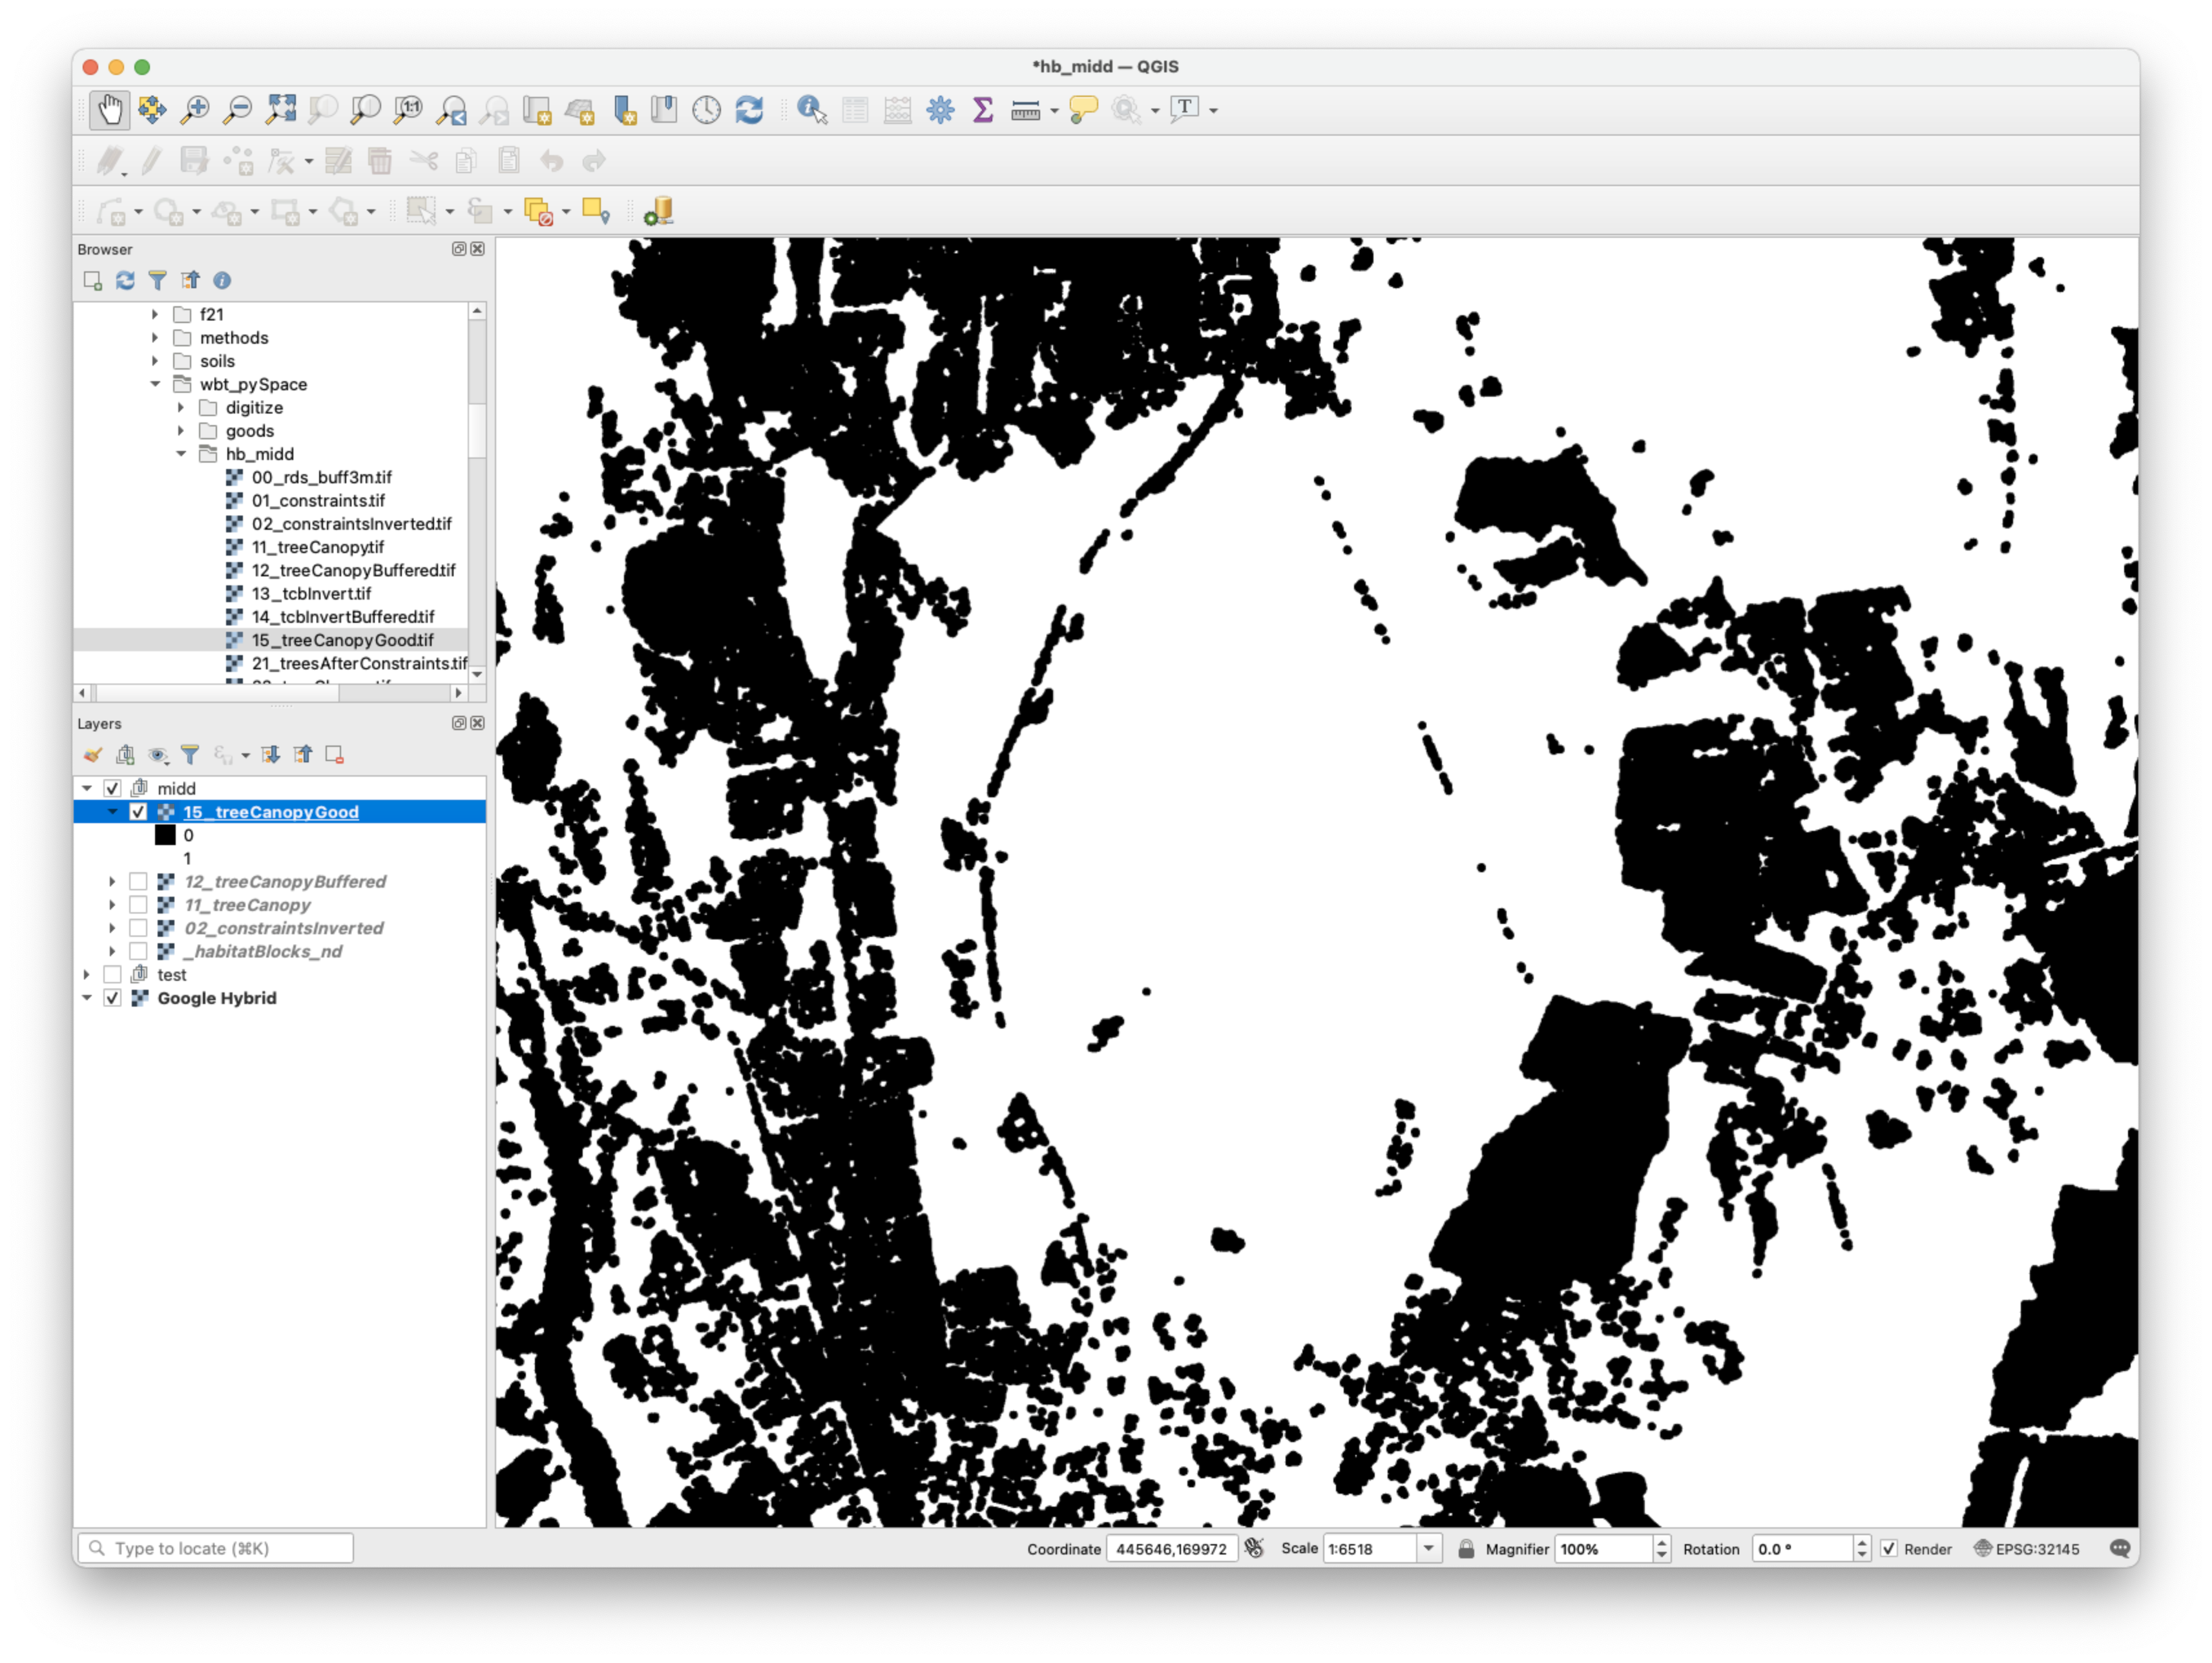 *hb_midd — QGIS
1:1
T
Browser
f21
methods
soils
wbt_pySpace
digitize
goods
hb_midd
00_rds_buff3m.tif
01_constraints.tif
02_constraintsInverted.tif
11_treeCanopy.tif
12_treeCanopyBuffered.tif
13_tcbInvert.tif
14_tcbInvertBuffered.tif
15_treeCanopyGood.tif
21_treesAfterConstraints.tif
Layers
midd
15_treeCanopyGood
0
1
12_treeCanopyBuffered
11_treeCanopy
02_constraintsInverted
_habitatBlocks_nd
test
Google Hybrid
Type to locate (⌘K)
Coordinate 445646,169972 Scale 1:6518 Magnifier 100% Rotation 0.0 ° Render EPSG:32145